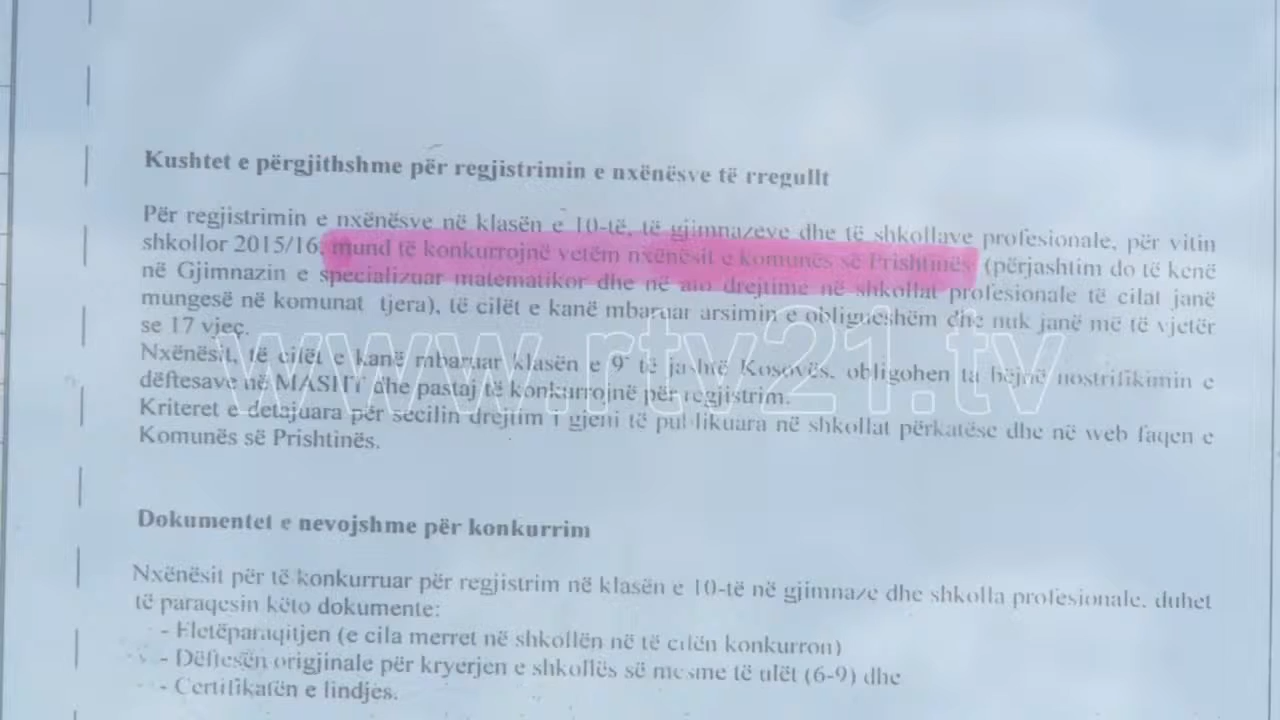 Kushtet e përgjithshme për regjistrimin e nxënësve të rregullt
Për regjistrimin e nxënësve në klasën e 10-të, të gjimnazeve dhe të shkollave profesionale, për vitin
shkollor 2015/16, mund të konkurrojnë vetëm nxënësit e komunës së Prishtinës (përjashtim do të kenë
në Gjimnazin e specializuar matematikor dhe në ato drejtime në shkollat profesionale të cilat janë
mungesë në komunat tjera), të cilët e kanë mbaruar arsimin e obligueshëm dhe nuk janë më të vjetër
se 17 vjeç.
www.rtv21.tv
Nxënësit, të cilët e kanë mbaruar klasën e 9 të jashtë Kosovës, obligohen ta bëjnë nostrifikimin e
dëftesave në MASHT dhe pastaj të konkurrojnë për regjistrim.
Kriteret e detajuara për secilin drejtim i gjeni të publikuara në shkollat përkatëse dhe në web faqen e
Komunës së Prishtinës.
Dokumentet e nevojshme për konkurrim
Nxënësit për të konkurruar për regjistrim në klasën e 10-të në gjimnaze dhe shkolla profesionale, duhet
të paraqesin këto dokumente:
- Fletëparaqitjen (e cila merret në shkollën në të cilën konkurron)
- Dëftesën origjinale për kryerjen e shkollës së mesme të ulët (6-9) dhe
- Certifikatën e lindjes.